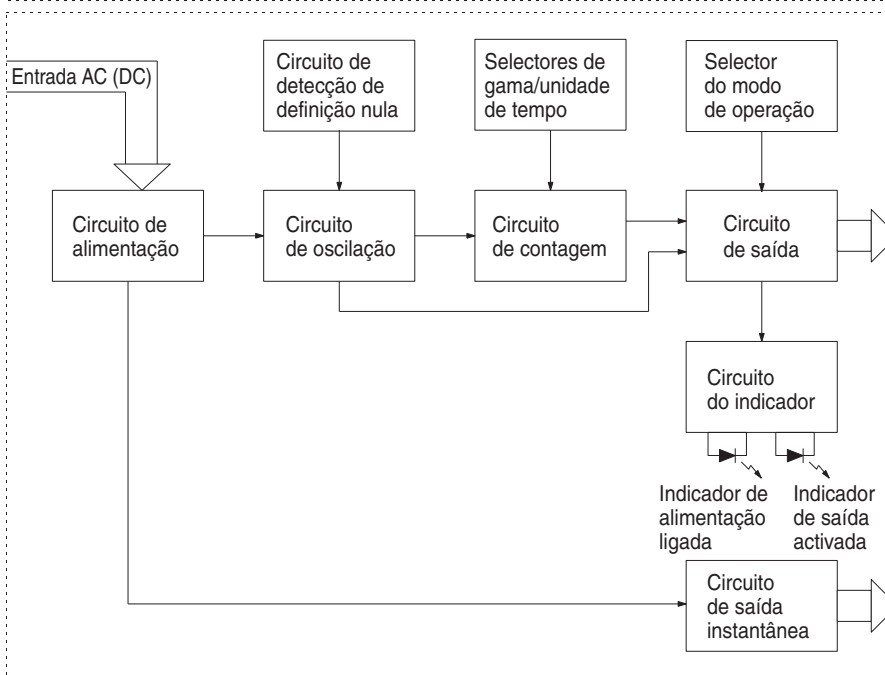 Entrada AC (DC)
Circuito de
detecção de
definição nula
Selectores de
gama/unidade
de tempo
Selector
do modo
de operação
Circuito de
alimentação
Circuito
de oscilação
Circuito
de contagem
Circuito
de saída
Circuito
do indicador
Indicador de
alimentação
ligada
Indicador
de saída
activada
Circuito
de saída
instantânea